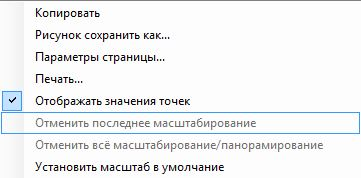 Копировать
Рисунок сохранить как...
Параметры страницы...
Печать...
Отображать значения точек
Отменить последнее масштабирование
Отменить всё масштабирование/панорамирование
Установить масштаб в умолчание